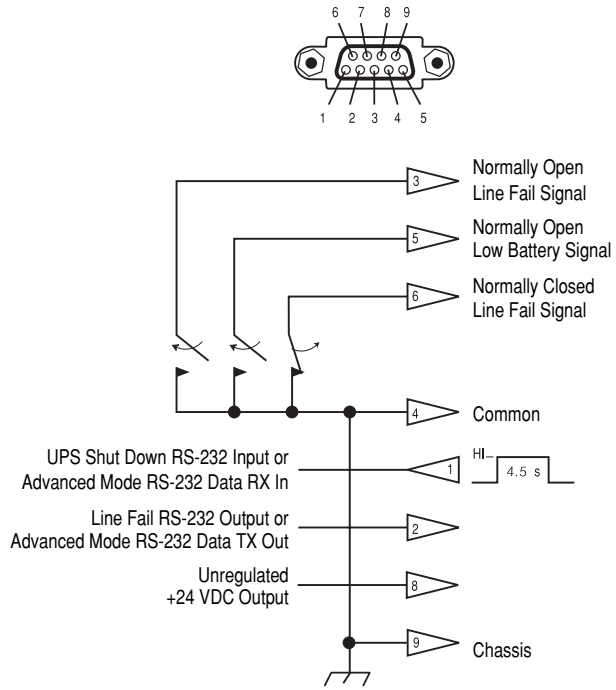 6 7 8 9
1 2 3 4 5
3 Normally Open
Line Fail Signal
5 Normally Open
Low Battery Signal
6 Normally Closed
Line Fail Signal
4 Common
UPS Shut Down RS-232 Input or
Advanced Mode RS-232 Data RX In
1 HI 4.5 s
Line Fail RS-232 Output or
Advanced Mode RS-232 Data TX Out
2
Unregulated
+24 VDC Output
8
9 Chassis